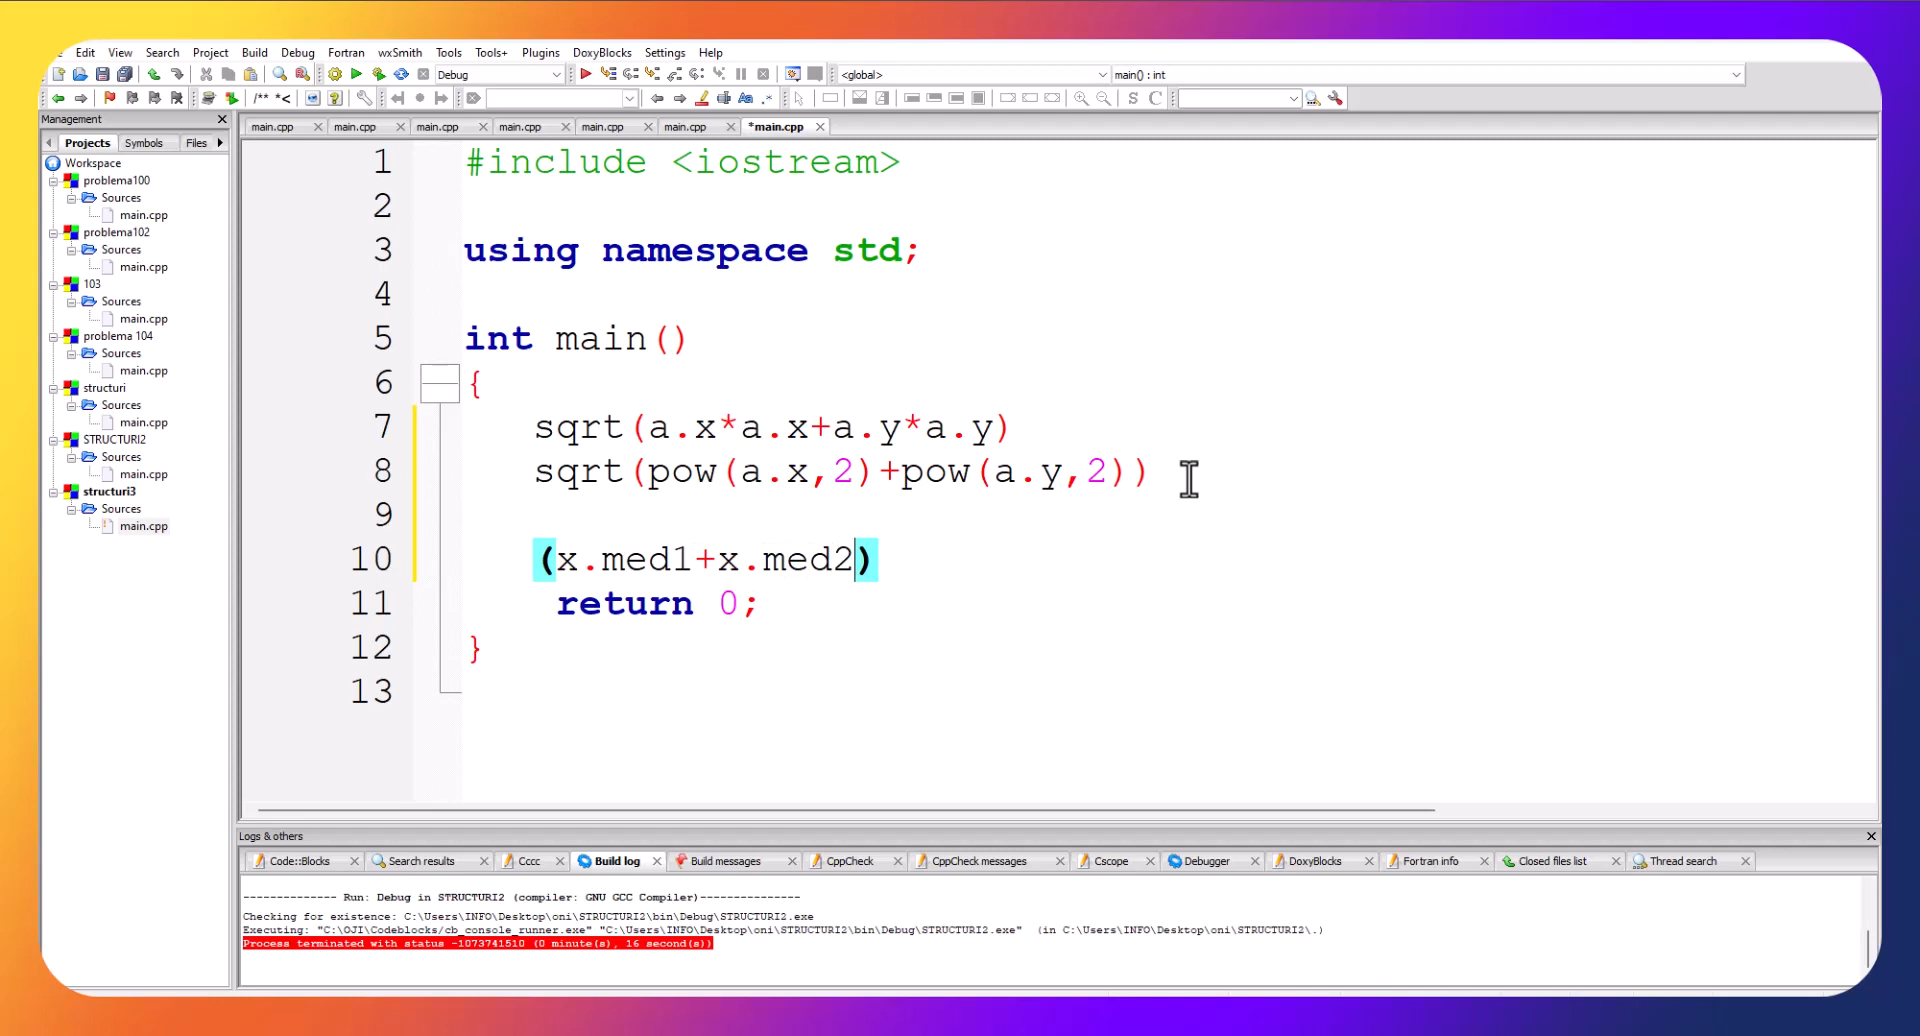 Edit View Search Project Build Debug Fortran wxSmith Tools Tools+ Plugins DoxyBlocks Settings Help
Debug <global> main() : int
/** *< Aa .* S C
Management
Projects Symbols Files
main.cpp main.cpp main.cpp main.cpp main.cpp main.cpp *main.cpp
Workspace
problema100
Sources
main.cpp
problema102
Sources
main.cpp
103
Sources
main.cpp
problema 104
Sources
main.cpp
structuri
Sources
main.cpp
STRUCTURI2
Sources
main.cpp
structuri3
Sources
main.cpp
1 #include <iostream>
2
3 using namespace std;
4
5 int main()
6 {
7 sqrt(a.x*a.x+a.y*a.y)
8 sqrt(pow(a.x,2)+pow(a.y,2))
9
10 (x.med1+x.med2)
11 return 0;
12 }
13
Logs & others
Code::Blocks Search results Cccc Build log Build messages CppCheck CppCheck messages Cscope Debugger DoxyBlocks Fortran info Closed files list Thread search
-------------- Run: Debug in STRUCTURI2 (compiler: GNU GCC Compiler)---------------
Checking for existence: C:\Users\INFO\Desktop\oni\STRUCTURI2\bin\Debug\STRUCTURI2.exe
Executing: "C:\OJI\Codeblocks/cb_console_runner.exe" "C:\Users\INFO\Desktop\oni\STRUCTURI2\bin\Debug\STRUCTURI2.exe" (in C:\Users\INFO\Desktop\oni\STRUCTURI2\.)
Process terminated with status -1073741510 (0 minute(s), 16 second(s))